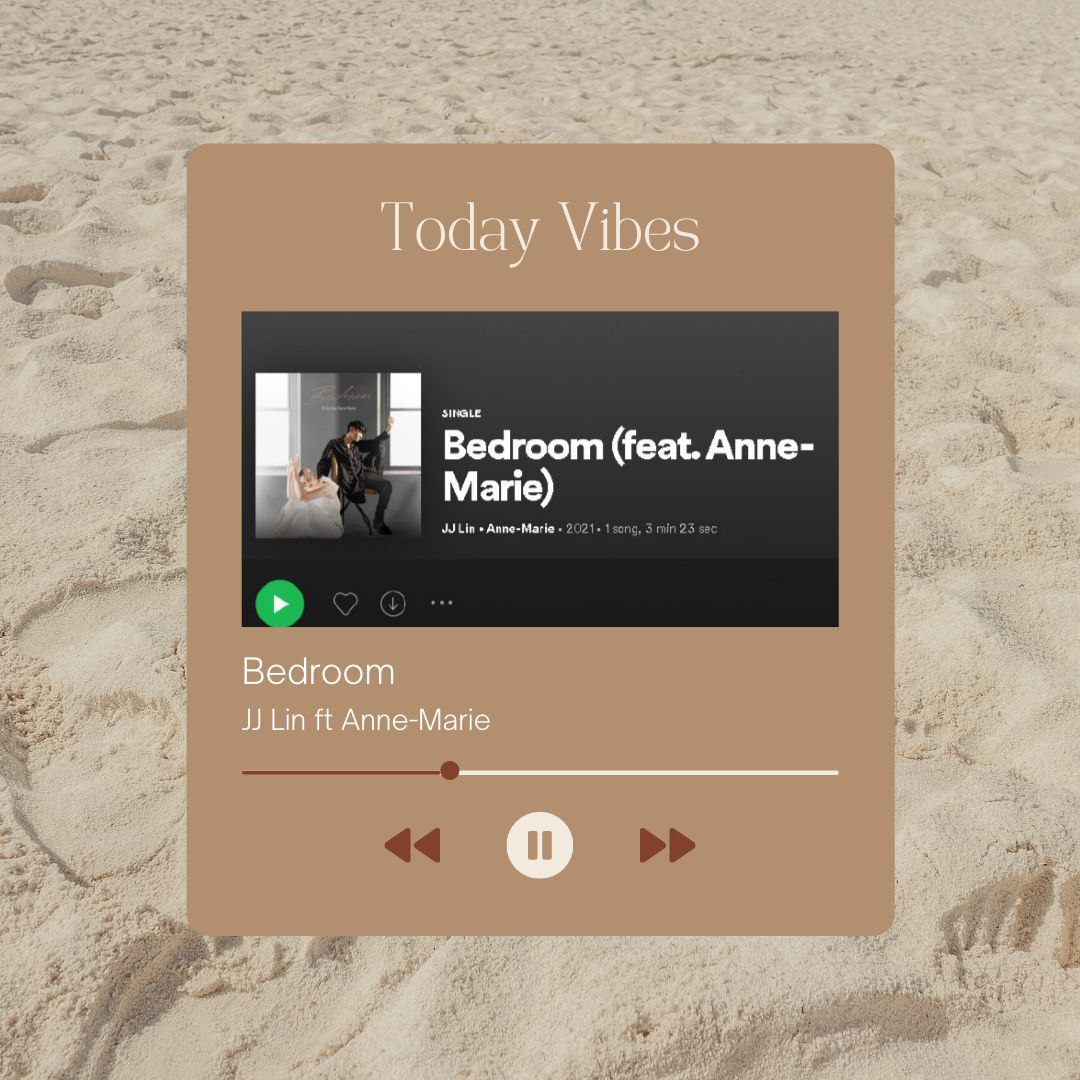 Today Vibes
Bedroom
SINGLE
Bedroom (feat. Anne-
Marie)
JJ Lin • Anne-Marie • 2021 • 1 song, 3 min 23 sec
Bedroom
JJ Lin ft Anne-Marie